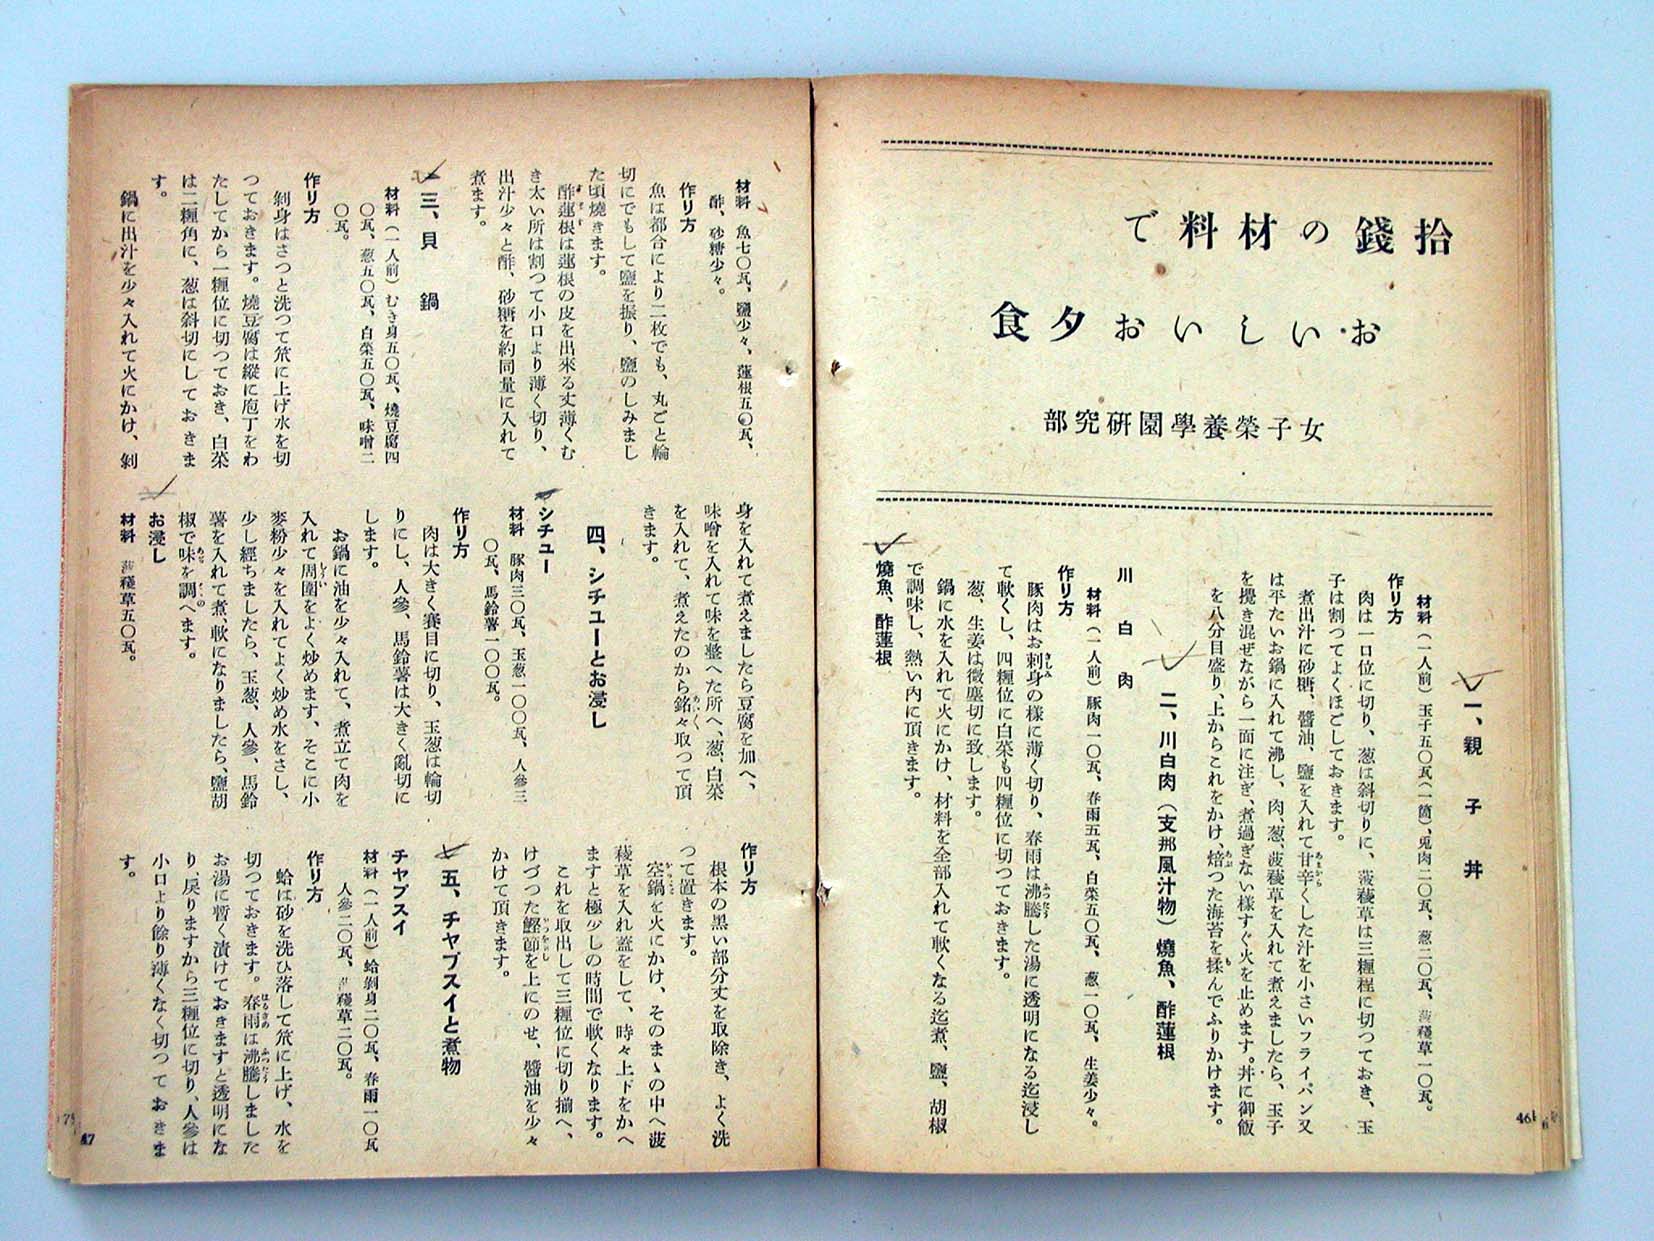 拾錢の材料で
お・いしいお夕食
女子榮養學園研究部
一、親子丼
材料（一人前）玉子五〇瓦（一箇）、兎肉二〇瓦、葱二〇瓦、菠薐草一〇瓦。
作り方
肉は一口位に切り、葱は斜切りに、菠薐草は三糎程に切つておき、玉
子は割つてよくほごしておきます。
煮出汁に砂糖、醬油、鹽を入れて甘辛くした汁を小さいフライパン又
は平たいお鍋に入れて沸し、肉、葱、菠薐草を入れて煮えましたら、玉子
を攪き混ぜながら一面に注ぎ、煮過ぎない樣すぐ火を止めます。丼に御飯
を八分目盛り、上からこれをかけ、焙つた海苔を揉んでふりかけます。
二、川白肉（支那風汁物）燒魚、酢蓮根
川白肉
材料（一人前）豚肉一〇瓦、春雨五瓦、白菜五〇瓦、葱一〇瓦、生姜少々。
作り方
豚肉はお刺身の樣に薄く切り、春雨は沸騰した湯に透明になる迄浸し
て軟くし、四糎位に白菜も四糎位に切つておきます。
葱、生姜は微塵切に致します。
鍋に水を入れて火にかけ、材料を全部入れて軟くなる迄煮、鹽、胡椒
で調味し、熱い內に頂きます。
燒魚、酢蓮根
46
材料 魚七〇瓦、鹽少々、蓮根五〇瓦、
酢、砂糖少々。
作り方
魚は都合により二枚でも、丸ごと輪
切にでもして鹽を振り、鹽のしみまし
た頃燒きます。
酢蓮根は蓮根の皮を出來る丈薄くむ
き太い所は割つて小口より薄く切り、
出汁少々と酢、砂糖を約同量に入れて
煮ます。
三、貝鍋
材料（一人前）むき身五〇瓦、燒豆腐四
〇瓦、葱五〇瓦、白菜五〇瓦、味噌二
〇瓦。
作り方
剝身はさつと洗つて笊に上げ水を切
つておきます。燒豆腐は縱に庖丁をわ
たしてから一糎位に切つておき、白菜
は二糎角に、葱は斜切にしておきま
す。
鍋に出汁を少々入れて火にかけ、剝
身を入れて煮えましたら豆腐を加へ、
味噌を入れて味を整へた所へ、葱、白菜
を入れて、煮えたのから銘々取つて頂
きます。
四、シチューとお浸し
シチュー
材料 豚肉三〇瓦、玉葱一〇〇瓦、人參三
〇瓦、馬鈴薯一〇〇瓦。
作り方
肉は大きく賽目に切り、玉葱は輪切
りにし、人參、馬鈴薯は大きく亂切に
します。
お鍋に油を少々入れて、煮立て肉を
入れて周圍をよく炒めます、そこに小
麥粉少々を入れてよく炒め水をさし、
少し經ちましたら、玉葱、人參、馬鈴
薯を入れて煮、軟になりましたら、鹽胡
椒で味を調へます。
お浸し
材料 菠薐草五〇瓦。
作り方
根本の黑い部分丈を取除き、よく洗
つて置きます。
空鍋を火にかけ、そのまゝの中へ菠
薐草を入れ蓋をして、時々上下をかへ
ますと極少しの時間で軟くなります。
これを取出して三糎位に切り揃へ、
けづつた鰹節を上にのせ、醬油を少々
かけて頂きます。
五、チヤプスイと煮物
チヤプスイ
材料（一人前）蛤剝身二〇瓦、春雨一〇瓦
人參二〇瓦、菠薐草二〇瓦。
作り方
蛤は砂を洗ひ落して笊に上げ、水を
切つておきます。春雨は沸騰しました
お湯に暫く漬けておきますと透明にな
り、戾りますから三糎位に切り、人參は
小口より餘り薄くなく切つておきま
す。
47